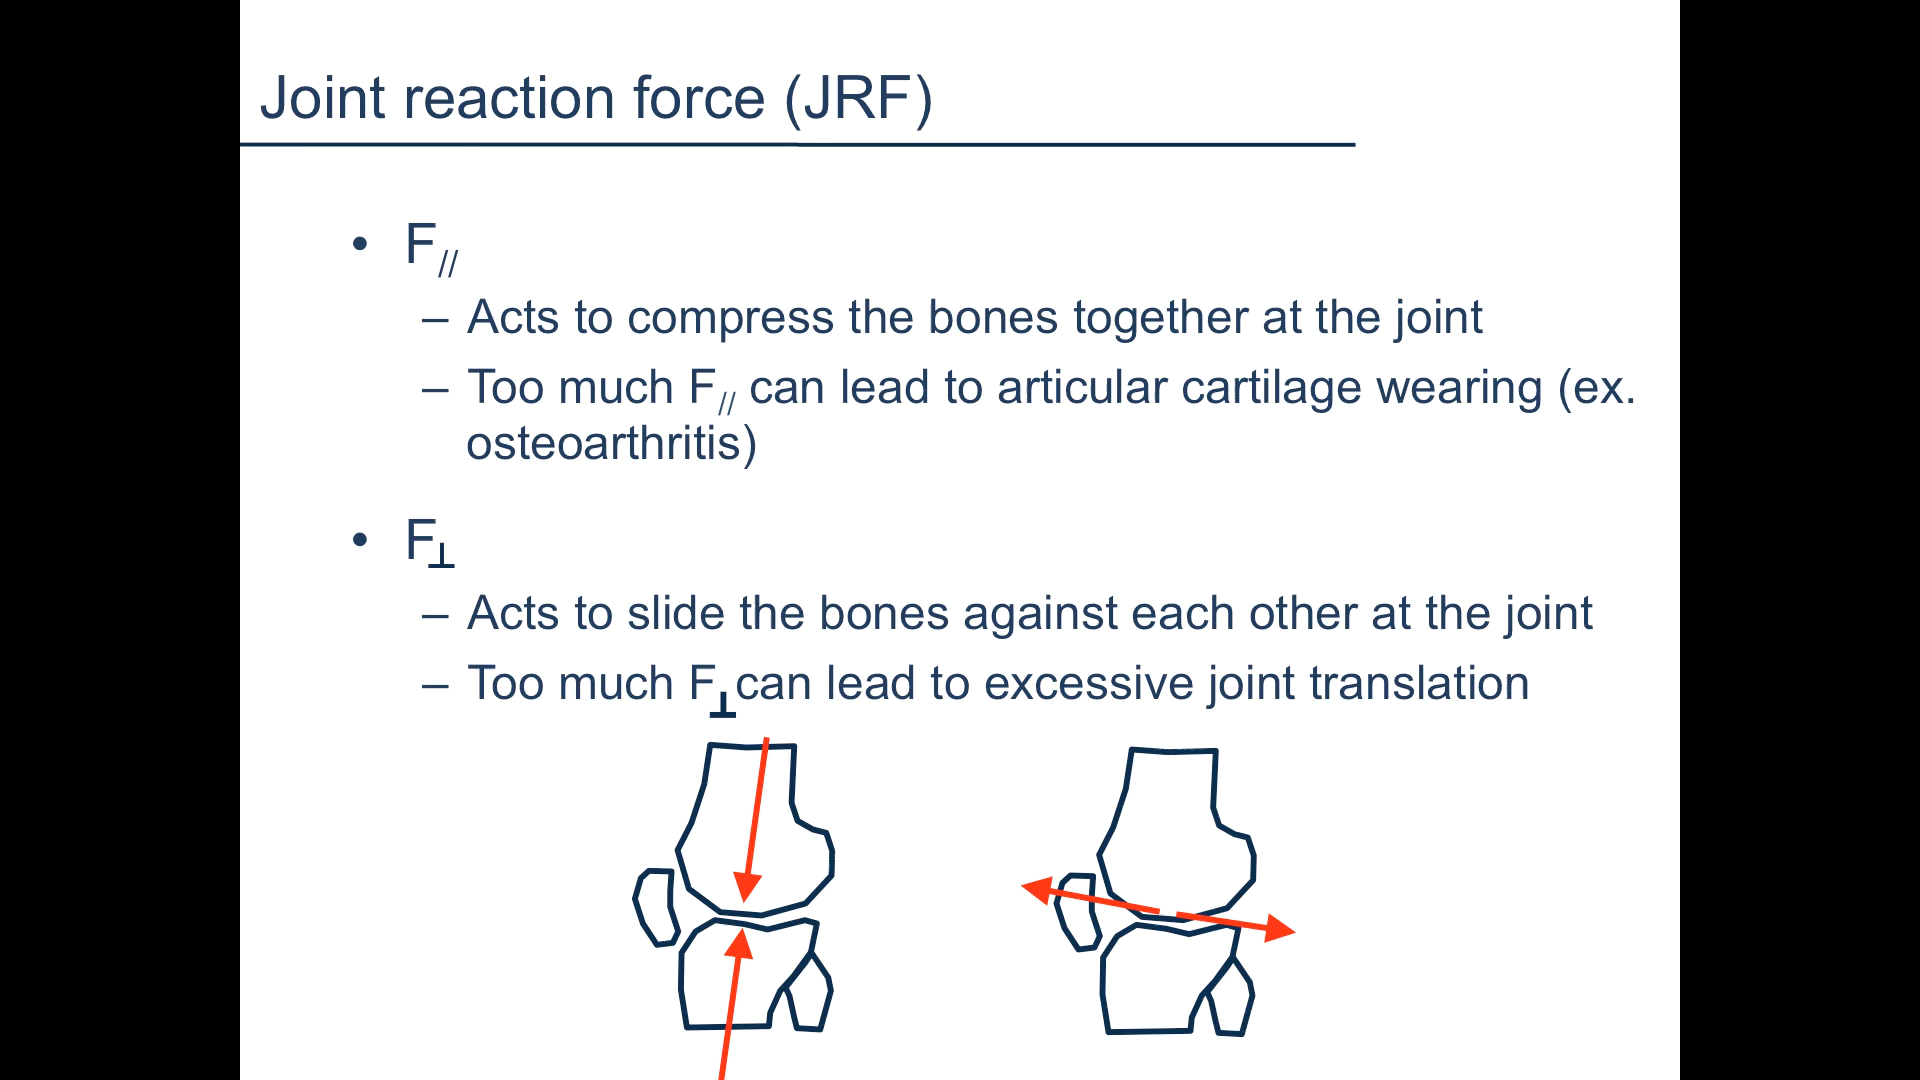 Joint reaction force (JRF)
• F//
– Acts to compress the bones together at the joint
– Too much F// can lead to articular cartilage wearing (ex.
osteoarthritis)
• F⊥
– Acts to slide the bones against each other at the joint
– Too much F⊥ can lead to excessive joint translation